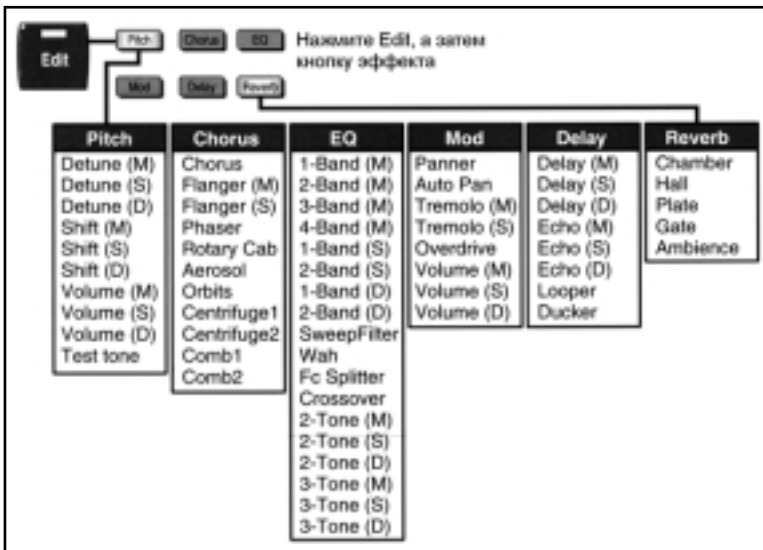 Edit
Pitch Chorus EQ
Нажмите Edit, а затем
кнопку эффекта
Mod Delay Reverb
Pitch
Detune (M)
Detune (S)
Detune (D)
Shift (M)
Shift (S)
Shift (D)
Volume (M)
Volume (S)
Volume (D)
Test tone
Chorus
Chorus
Flanger (M)
Flanger (S)
Phaser
Rotary Cab
Aerosol
Orbits
Centrifuge1
Centrifuge2
Comb1
Comb2
EQ
1-Band (M)
2-Band (M)
3-Band (M)
4-Band (M)
1-Band (S)
2-Band (S)
1-Band (D)
2-Band (D)
SweepFilter
Wah
Fc Splitter
Crossover
2-Tone (M)
2-Tone (S)
2-Tone (D)
3-Tone (M)
3-Tone (S)
3-Tone (D)
Mod
Panner
Auto Pan
Tremolo (M)
Tremolo (S)
Overdrive
Volume (M)
Volume (S)
Volume (D)
Delay
Delay (M)
Delay (S)
Delay (D)
Echo (M)
Echo (S)
Echo (D)
Looper
Ducker
Reverb
Chamber
Hall
Plate
Gate
Ambience